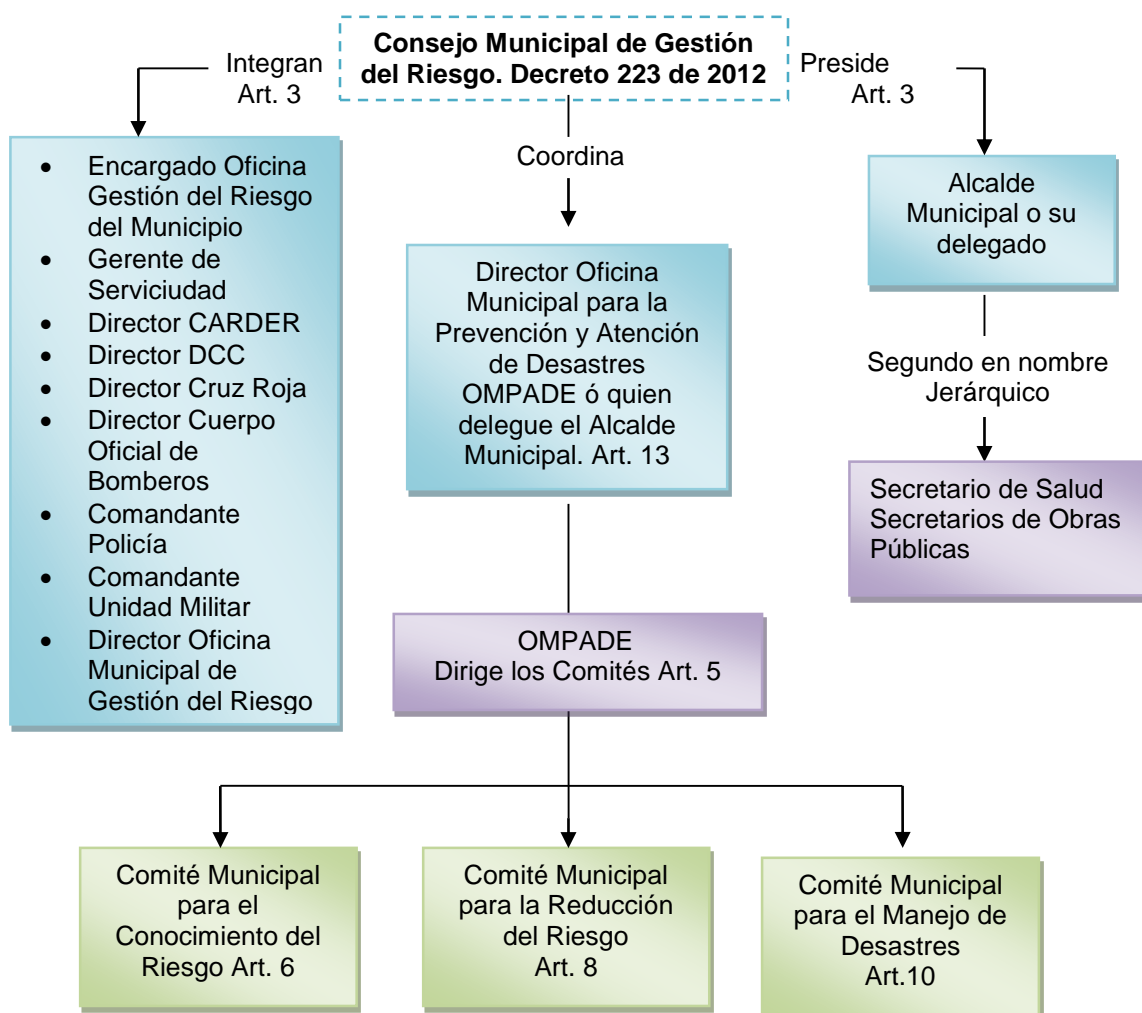 Consejo Municipal de Gestión
del Riesgo. Decreto 223 de 2012
Integran
Art. 3
Preside
Art. 3
Coordina
• Encargado Oficina
Gestión del Riesgo
del Municipio
• Gerente de
Serviciudad
• Director CARDER
• Director DCC
• Director Cruz Roja
• Director Cuerpo
Oficial de
Bomberos
• Comandante
Policía
• Comandante
Unidad Militar
• Director Oficina
Municipal de
Gestión del Riesgo
Director Oficina
Municipal para la
Prevención y Atención
de Desastres
OMPADE ó quien
delegue el Alcalde
Municipal. Art. 13
Alcalde
Municipal o su
delegado
Segundo en nombre
Jerárquico
Secretario de Salud
Secretarios de Obras
Públicas
OMPADE
Dirige los Comités Art. 5
Comité Municipal
para el
Conocimiento del
Riesgo Art. 6
Comité Municipal
para la Reducción
del Riesgo
Art. 8
Comité Municipal
para el Manejo de
Desastres
Art.10